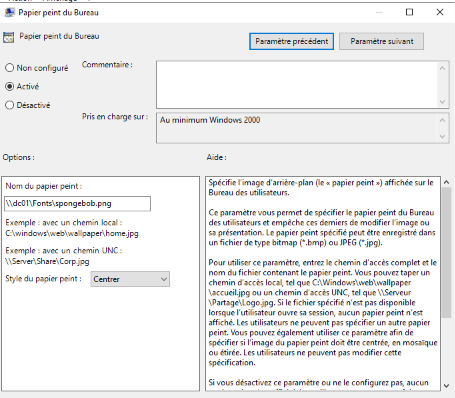 Papier peint du Bureau
Papier peint du Bureau
Paramètre précédent
Paramètre suivant
Non configuré
Activé
Désactivé
Commentaire :
Pris en charge sur :
Au minimum Windows 2000
Options :
Aide :
Nom du papier peint :
\\dc01\Fonts\spongebob.png
Exemple : avec un chemin local :
C:\windows\web\wallpaper\home.jpg
Exemple : avec un chemin UNC :
\\Server\Share\Corp.jpg
Style du papier peint :
Centrer
Spécifie l'image d'arrière-plan (le « papier peint ») affichée sur le
Bureau des utilisateurs.
Ce paramètre vous permet de spécifier le papier peint du Bureau
des utilisateurs et empêche ces derniers de modifier l'image ou
sa présentation. Le papier peint spécifié peut être enregistré dans
un fichier de type bitmap (*.bmp) ou JPEG (*.jpg).
Pour utiliser ce paramètre, entrez le chemin d'accès complet et le
nom du fichier contenant le papier peint. Vous pouvez taper un
chemin d'accès local, tel que C:\Windows\web\wallpaper
\accueil.jpg ou un chemin d'accès UNC, tel que \\Serveur
\Partage\Logo.jpg. Si le fichier spécifié n'est pas disponible
lorsque l'utilisateur ouvre sa session, aucun papier peint n'est
affiché. Les utilisateurs ne peuvent pas spécifier un autre papier
peint. Vous pouvez également utiliser ce paramètre afin de
spécifier si l'image du papier peint doit être centrée, en mosaïque
ou étirée. Les utilisateurs ne peuvent pas modifier cette
spécification.
Si vous désactivez ce paramètre ou ne le configurez pas, aucun